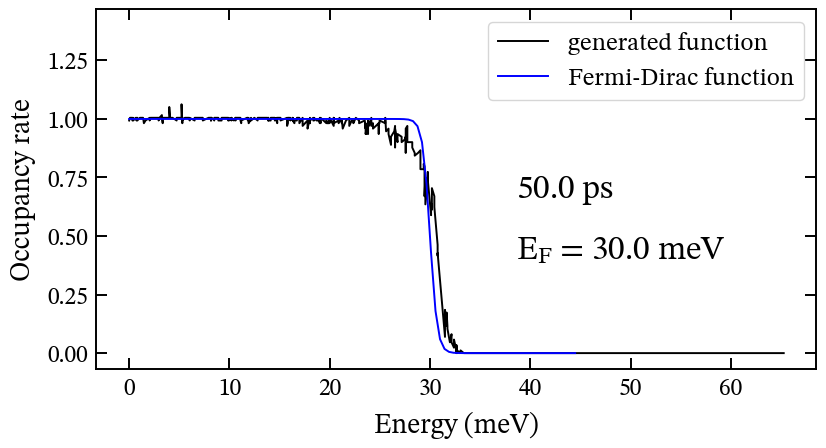 generated function
Fermi-Dirac function
1.25
1.00
0.75
0.50
0.25
0.00
Occupancy rate
50.0 ps
E_F = 30.0 meV
0 10 20 30 40 50 60
Energy (meV)